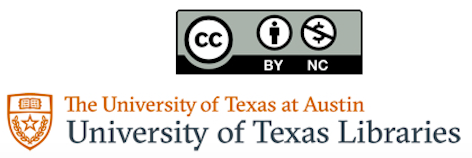 CC
BY NC
The University of Texas at Austin
University of Texas Libraries